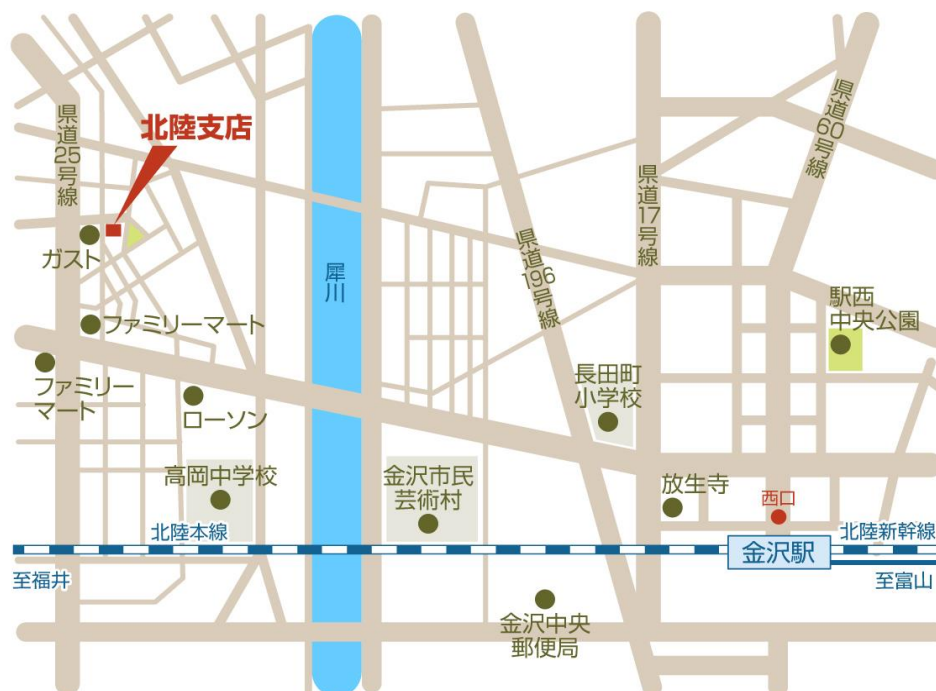 北陸支店
県道25号線
県道60号線
県道17号線
県道196号線
犀川
ガスト
ファミリーマート
ファミリー
マート
ローソン
駅西
中央公園
長田町
小学校
高岡中学校
金沢市民
芸術村
放生寺
西口
北陸本線
北陸新幹線
金沢駅
至福井
至富山
金沢中央
郵便局